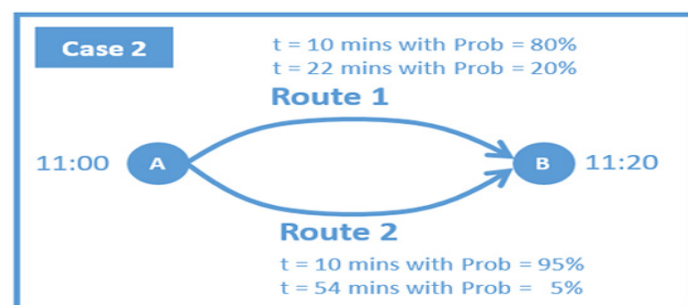 Case 2
t = 10 mins with Prob = 80%
t = 22 mins with Prob = 20%
Route 1
11:00
A
B
11:20
Route 2
t = 10 mins with Prob = 95%
t = 54 mins with Prob = 5%